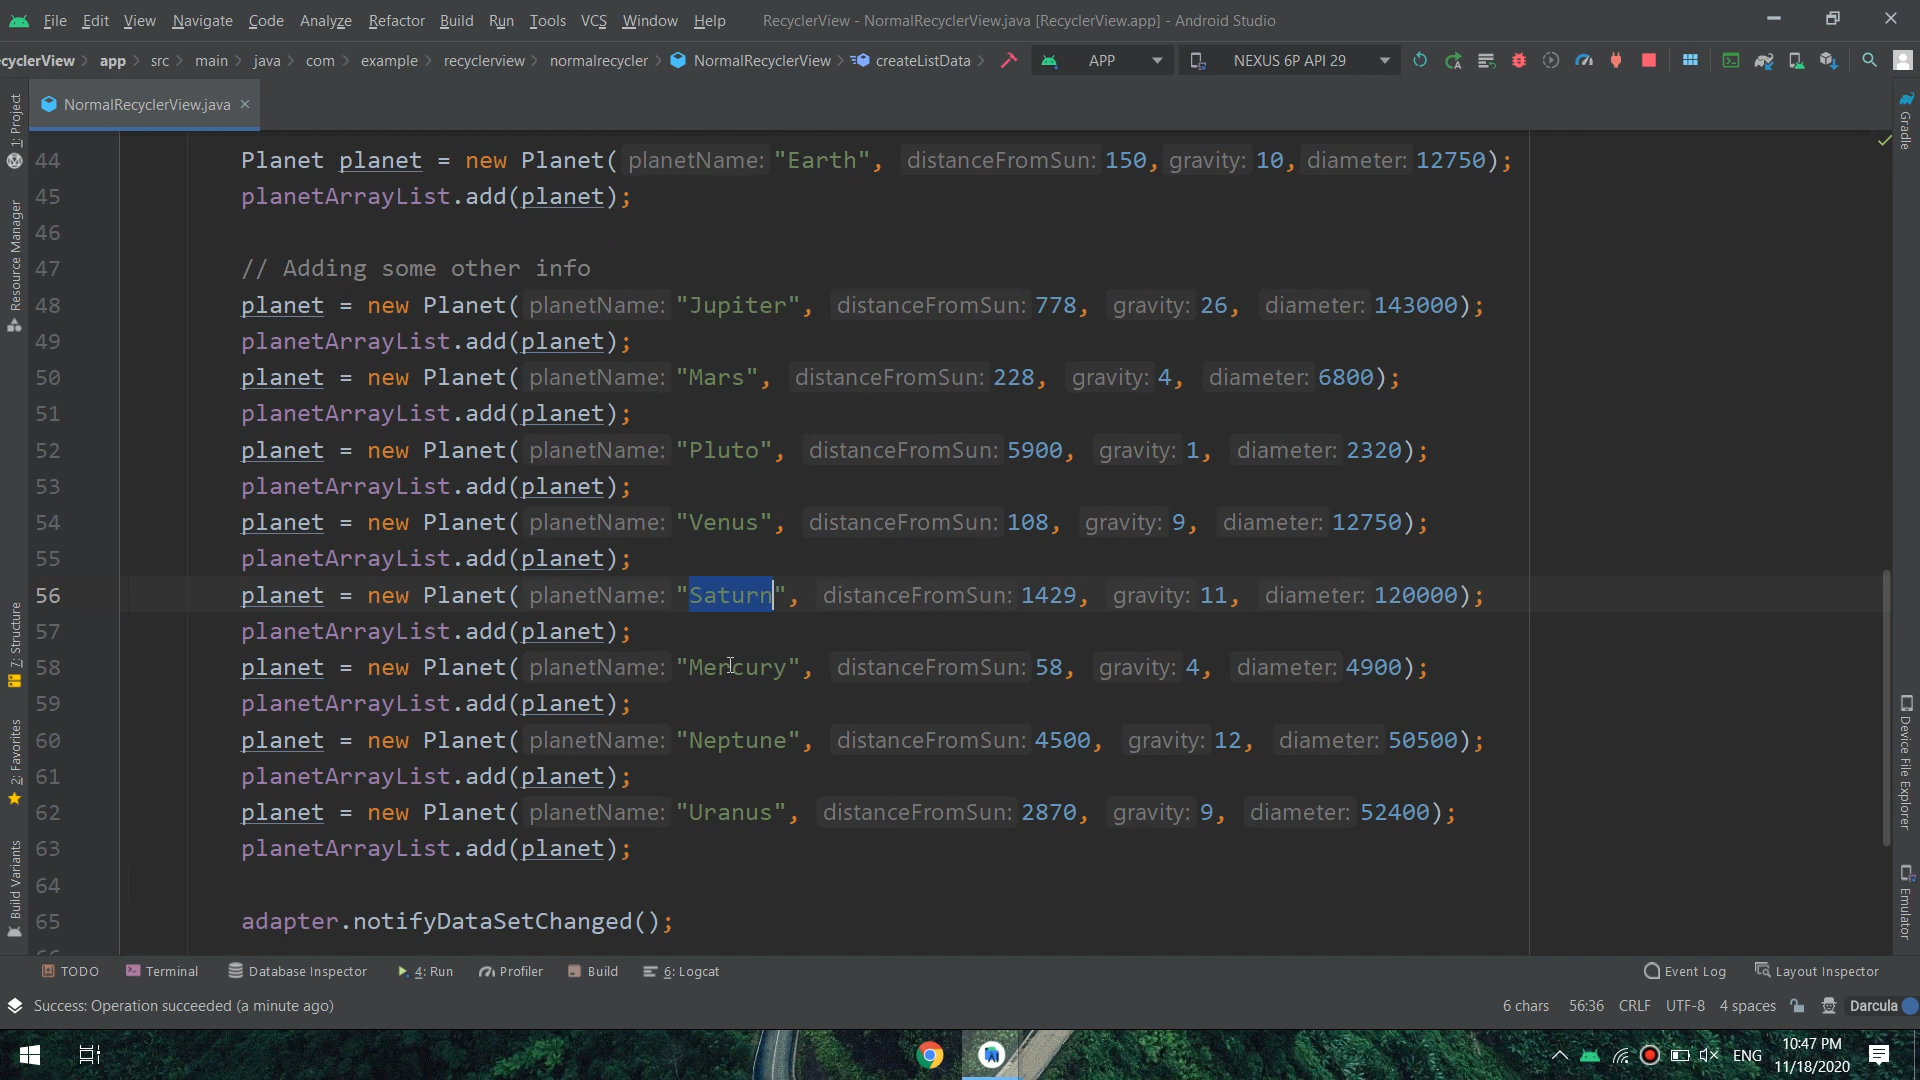 File Edit View Navigate Code Analyze Refactor Build Run Tools VCS Window Help RecyclerView - NormalRecyclerView.java [RecyclerView.app] - Android Studio
cyclerView app src main java com example recyclerview normalrecycler NormalRecyclerView createListData APP NEXUS 6P API 29
NormalRecyclerView.java
44 Planet planet = new Planet( planetName: "Earth", distanceFromSun: 150, gravity: 10, diameter: 12750);
45 planetArrayList.add(planet);
46
47 // Adding some other info
48 planet = new Planet( planetName: "Jupiter", distanceFromSun: 778, gravity: 26, diameter: 143000);
49 planetArrayList.add(planet);
50 planet = new Planet( planetName: "Mars", distanceFromSun: 228, gravity: 4, diameter: 6800);
51 planetArrayList.add(planet);
52 planet = new Planet( planetName: "Pluto", distanceFromSun: 5900, gravity: 1, diameter: 2320);
53 planetArrayList.add(planet);
54 planet = new Planet( planetName: "Venus", distanceFromSun: 108, gravity: 9, diameter: 12750);
55 planetArrayList.add(planet);
56 planet = new Planet( planetName: "Saturn", distanceFromSun: 1429, gravity: 11, diameter: 120000);
57 planetArrayList.add(planet);
58 planet = new Planet( planetName: "Mercury", distanceFromSun: 58, gravity: 4, diameter: 4900);
59 planetArrayList.add(planet);
60 planet = new Planet( planetName: "Neptune", distanceFromSun: 4500, gravity: 12, diameter: 50500);
61 planetArrayList.add(planet);
62 planet = new Planet( planetName: "Uranus", distanceFromSun: 2870, gravity: 9, diameter: 52400);
63 planetArrayList.add(planet);
64
65 adapter.notifyDataSetChanged();
1: Project
Resource Manager
7: Structure
2: Favorites
Build Variants
Gradle
Device File Explorer
Emulator
TODO Terminal Database Inspector 4: Run Profiler Build 6: Logcat Event Log Layout Inspector
Success: Operation succeeded (a minute ago) 6 chars 56:36 CRLF UTF-8 4 spaces Darcula
ENG 10:47 PM
11/18/2020